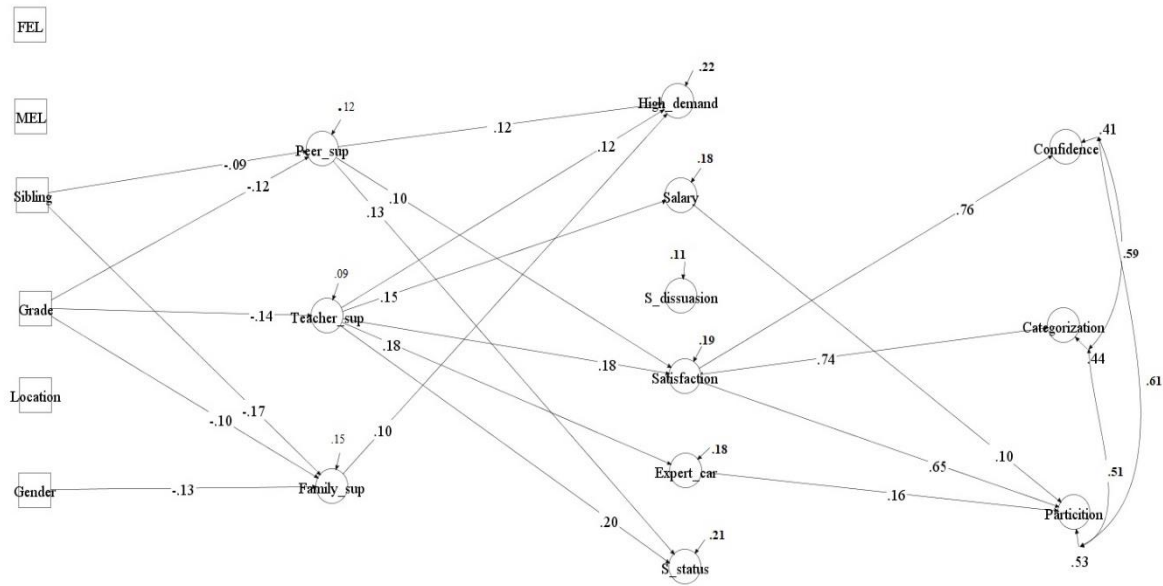 FEL
MEL
Sibling
Grade
Location
Gender
.12
Peer_sup
-.09
-.12
.09
Teacher_sup
-.14
-.17
-.10
.15
Family_sup
-.13
.12
.12
.10
.13
.15
.18
.18
.10
.20
.22
High_demand
.18
Salary
.11
S_dissuasion
.19
Satisfaction
.18
Expert_car
.21
S_status
.76
.74
.10
.65
.16
.41
Confidence
.59
Categorization
.44
.61
.51
Particition
.53